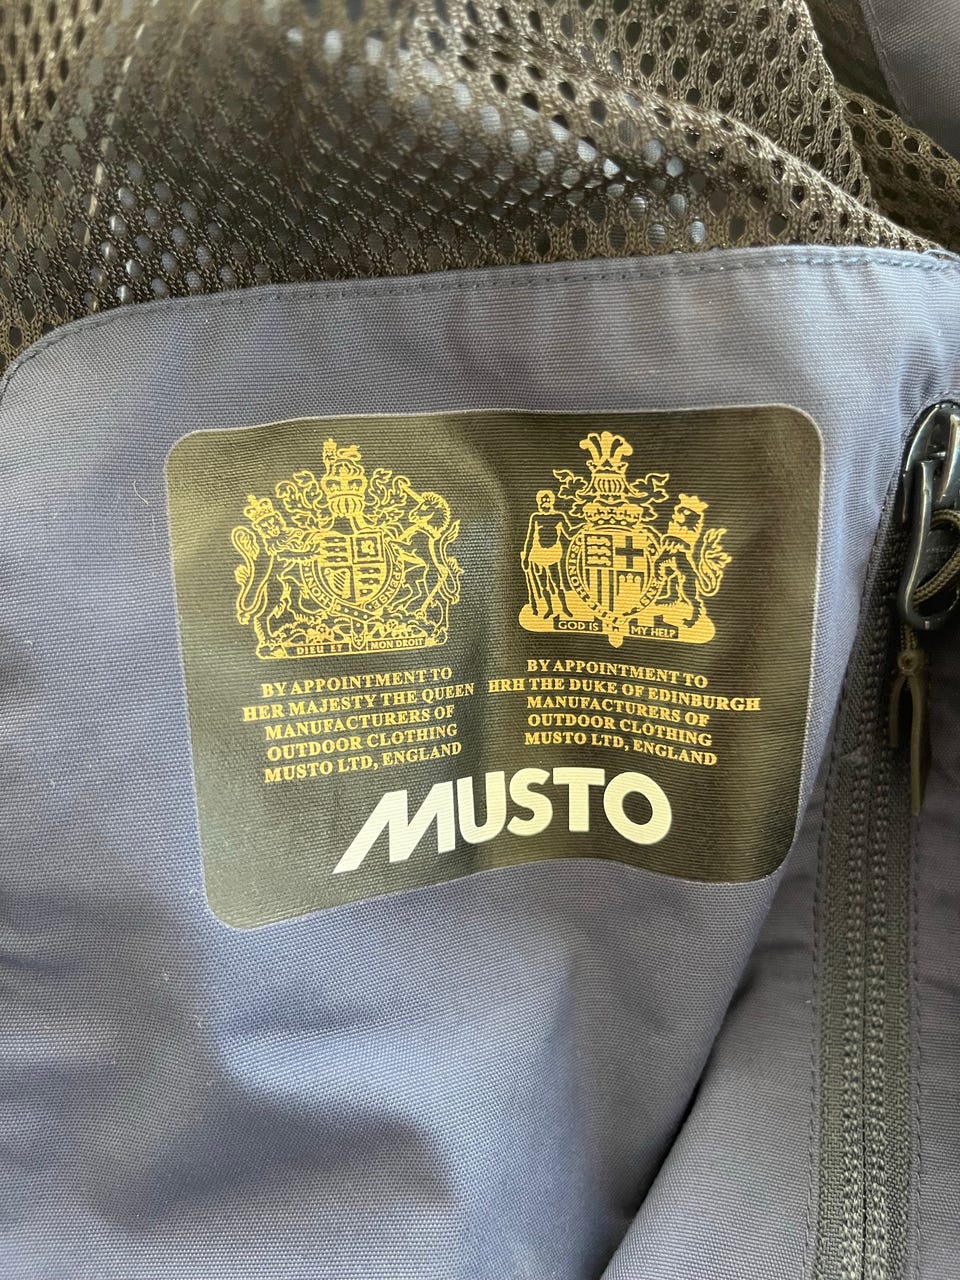 DIEU ET MON DROIT
BY APPOINTMENT TO
HER MAJESTY THE QUEEN
MANUFACTURERS OF
OUTDOOR CLOTHING
MUSTO LTD, ENGLAND
GOD IS MY HELP
BY APPOINTMENT TO
HRH THE DUKE OF EDINBURGH
MANUFACTURERS OF
OUTDOOR CLOTHING
MUSTO LTD, ENGLAND
MUSTO